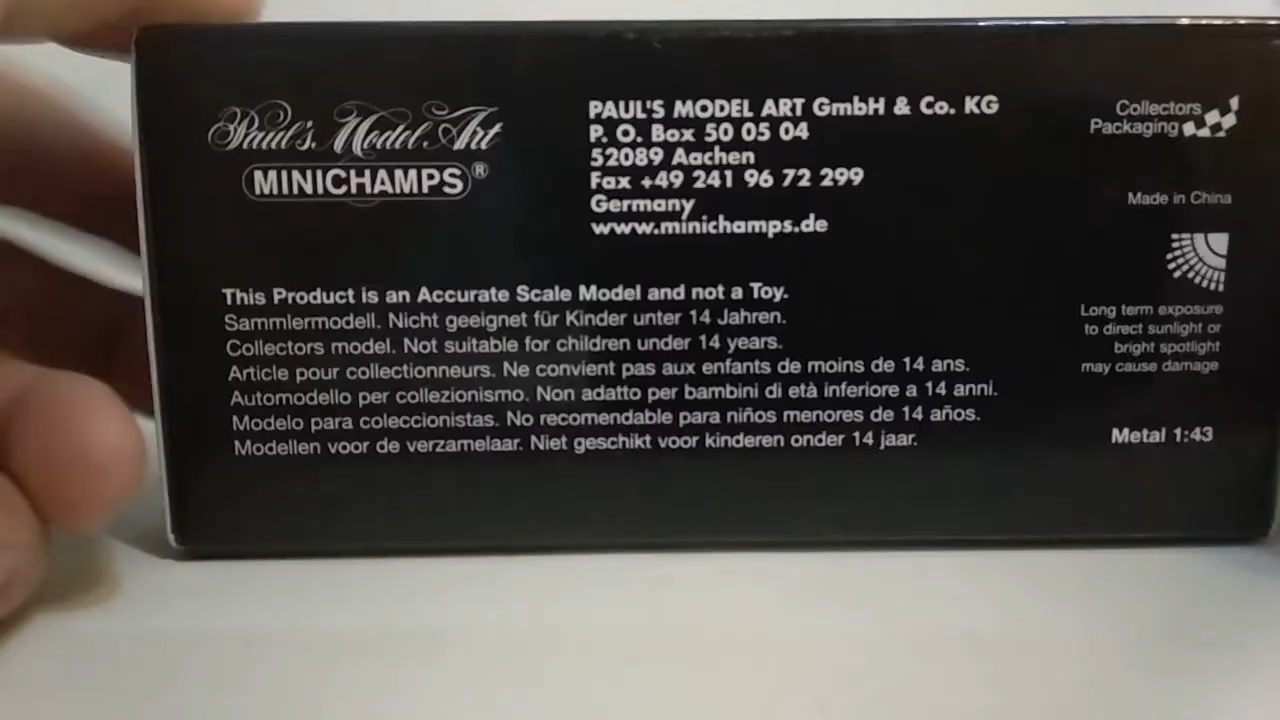 Paul's Model Art
MINICHAMPS®
PAUL'S MODEL ART GmbH & Co. KG
P. O. Box 50 05 04
52089 Aachen
Fax +49 241 96 72 299
Germany
www.minichamps.de
Collectors
Packaging
Made in China
This Product is an Accurate Scale Model and not a Toy.
Sammlermodell. Nicht geeignet für Kinder unter 14 Jahren.
Collectors model. Not suitable for children under 14 years.
Article pour collectionneurs. Ne convient pas aux enfants de moins de 14 ans.
Automodello per collezionismo. Non adatto per bambini di età inferiore a 14 anni.
Modelo para coleccionistas. No recomendable para niños menores de 14 años.
Modellen voor de verzamelaar. Niet geschikt voor kinderen onder 14 jaar.
Long term exposure
to direct sunlight or
bright spotlight
may cause damage
Metal 1:43